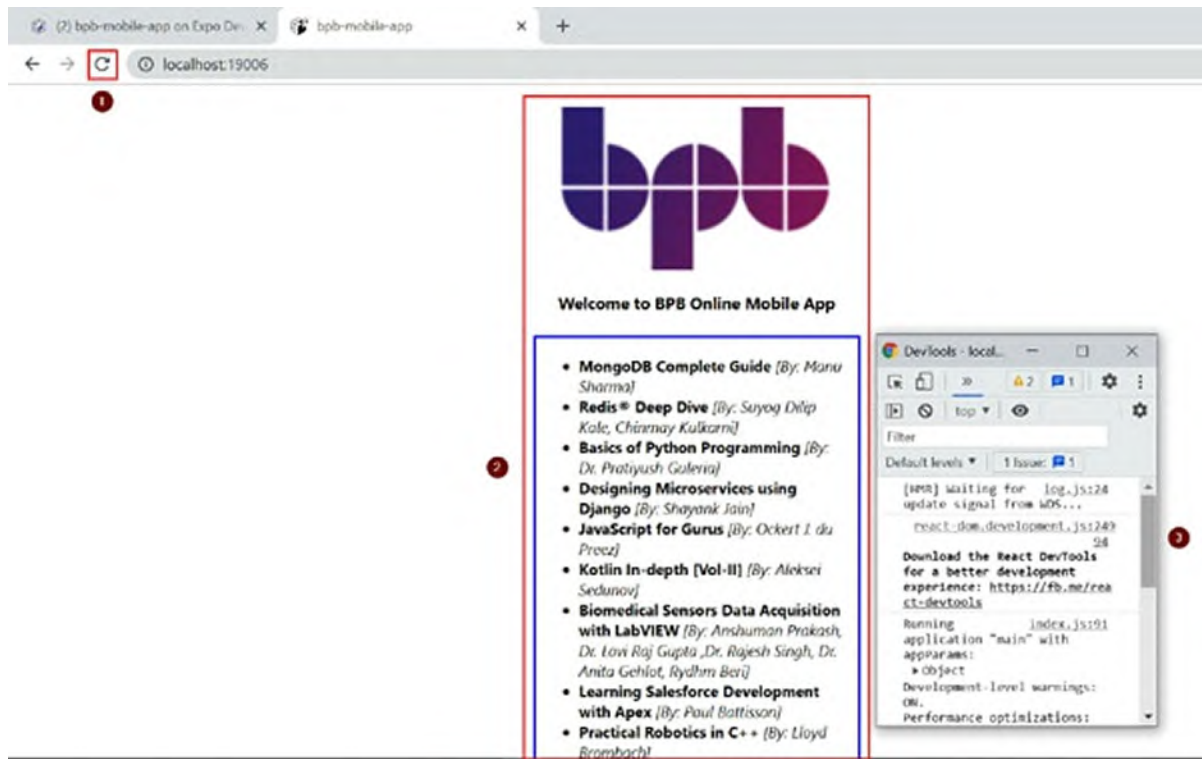 (2) bpb-mobile-app on Expo Dev
bpb-mobile-app
localhost:19006
1
bpb
Welcome to BPB Online Mobile App
MongoDB Complete Guide [By: Manu
Sharma]
Redis® Deep Dive [By: Suyog Dilip
Kale, Chinmay Kulkarni]
Basics of Python Programming [By:
Dr. Pratiyush Guleria]
Designing Microservices using
Django [By: Shayank Jain]
JavaScript for Gurus [By: Ockert J. du
Preez]
Kotlin In-depth [Vol-II] [By: Aleksei
Sedunov]
Biomedical Sensors Data Acquisition
with LabVIEW [By: Anshuman Prakash,
Dr. Lovi Raj Gupta ,Dr. Rajesh Singh, Dr.
Anita Gehlot, Rydhm Beri]
Learning Salesforce Development
with Apex [By: Paul Battisson]
Practical Robotics in C++ [By: Lloyd
Brombach]
2
DevTools - local...
» 2 1
top
Filter
Default levels 1 Issue: 1
[HMR] Waiting for log.js:24
update signal from WDS...
react-dom.development.js:249
94
Download the React DevTools
for a better development
experience: https://fb.me/rea
ct-devtools
Running index.js:91
application "main" with
appParams:
Object
Development-level warnings:
ON.
Performance optimizations:
3